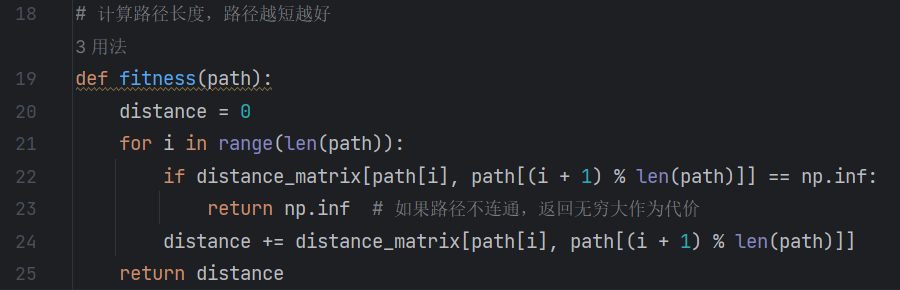 18 # 计算路径长度，路径越短越好
3 用法
19 def fitness(path):
20     distance = 0
21     for i in range(len(path)):
22         if distance_matrix[path[i], path[(i + 1) % len(path)]] == np.inf:
23             return np.inf  # 如果路径不连通，返回无穷大作为代价
24         distance += distance_matrix[path[i], path[(i + 1) % len(path)]]
25     return distance